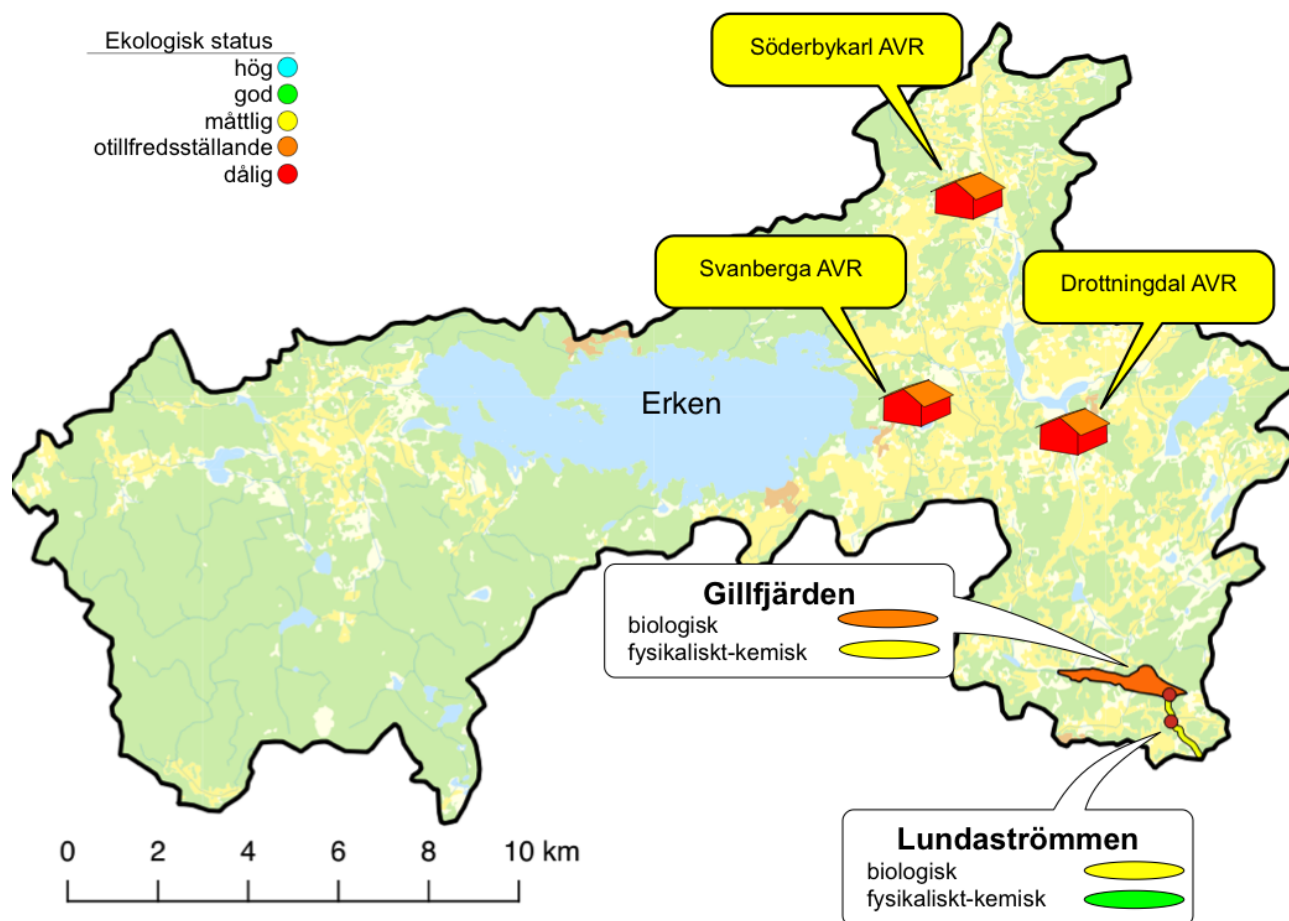 Ekologisk status
hög
god
måttlig
otillfredsställande
dålig
Söderbykarl AVR
Svanberga AVR
Drottningdal AVR
Erken
Gillfjärden
biologisk
fysikaliskt-kemisk
Lundaströmmen
biologisk
fysikaliskt-kemisk
0 2 4 6 8 10 km